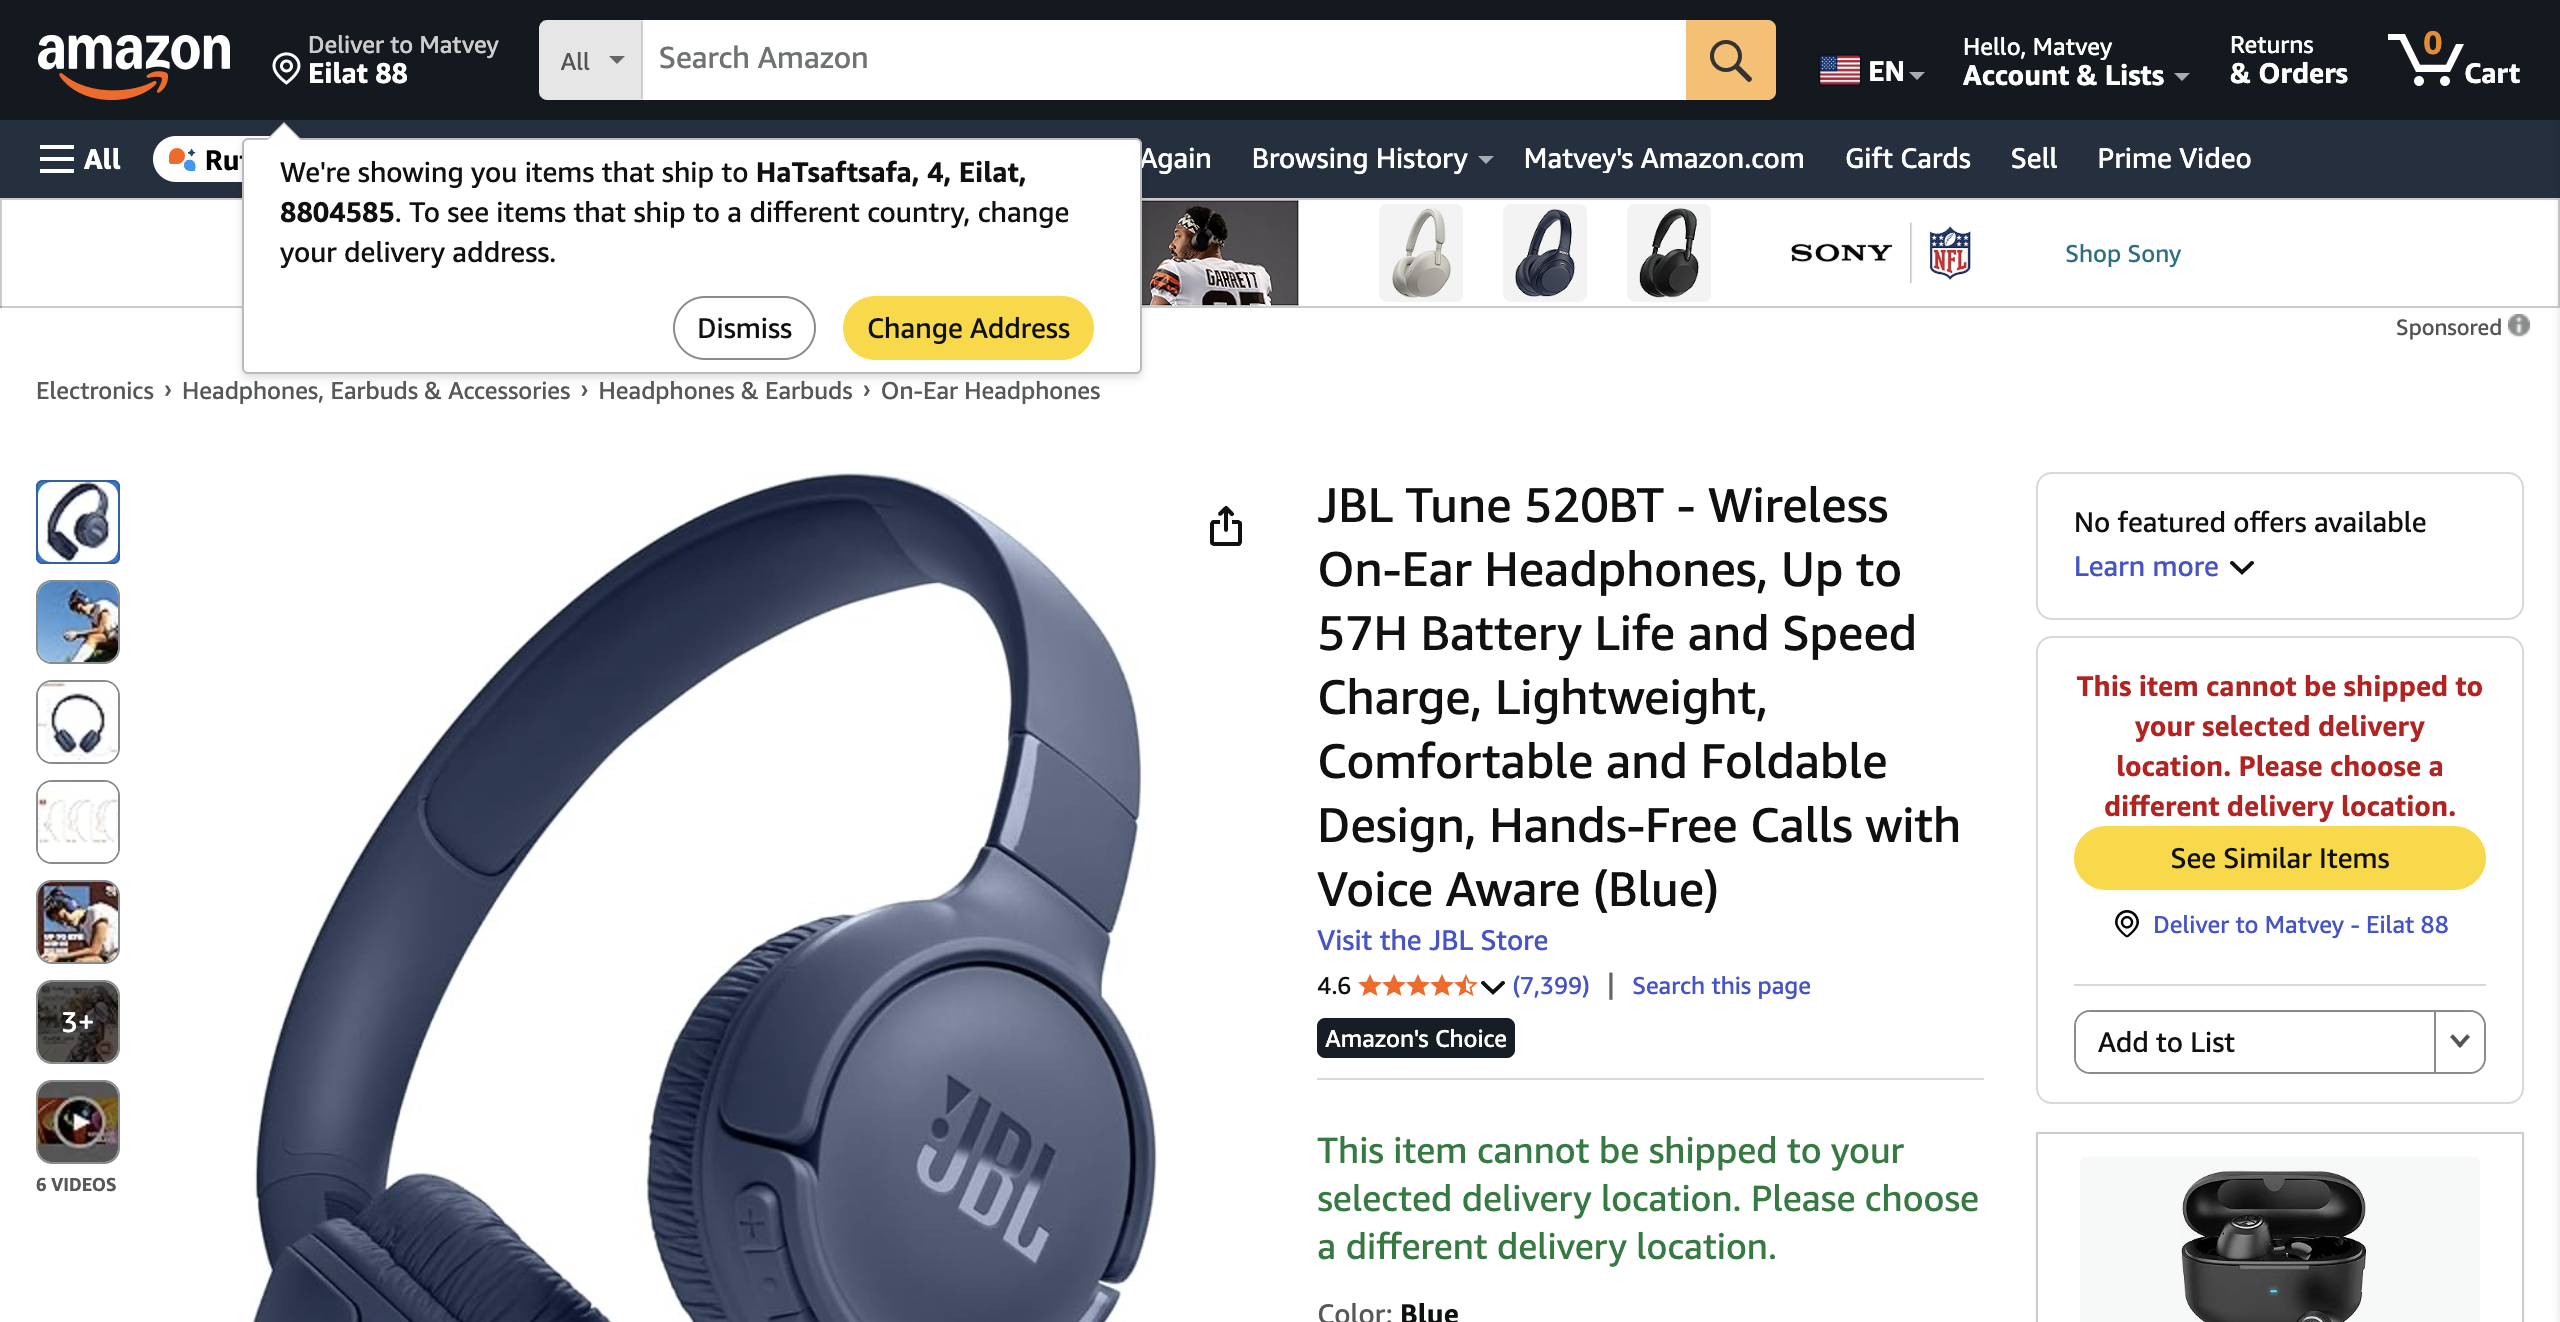 amazon
Deliver to Matvey
Eilat 88
All
Search Amazon
EN
Hello, Matvey
Account & Lists
Returns
& Orders
0
Cart
All
Ru
Again
Browsing History
Matvey's Amazon.com
Gift Cards
Sell
Prime Video
We're showing you items that ship to HaTsaftsafa, 4, Eilat,
8804585. To see items that ship to a different country, change
your delivery address.
Dismiss
Change Address
GARRETT
SONY
NFL
Shop Sony
Sponsored
Electronics › Headphones, Earbuds & Accessories › Headphones & Earbuds › On-Ear Headphones
3+
6 VIDEOS
JBL
JBL Tune 520BT - Wireless
On-Ear Headphones, Up to
57H Battery Life and Speed
Charge, Lightweight,
Comfortable and Foldable
Design, Hands-Free Calls with
Voice Aware (Blue)
Visit the JBL Store
4.6
(7,399)
|
Search this page
Amazon's Choice
This item cannot be shipped to your
selected delivery location. Please choose
a different delivery location.
Color: Blue
No featured offers available
Learn more
This item cannot be shipped to
your selected delivery
location. Please choose a
different delivery location.
See Similar Items
Deliver to Matvey - Eilat 88
Add to List